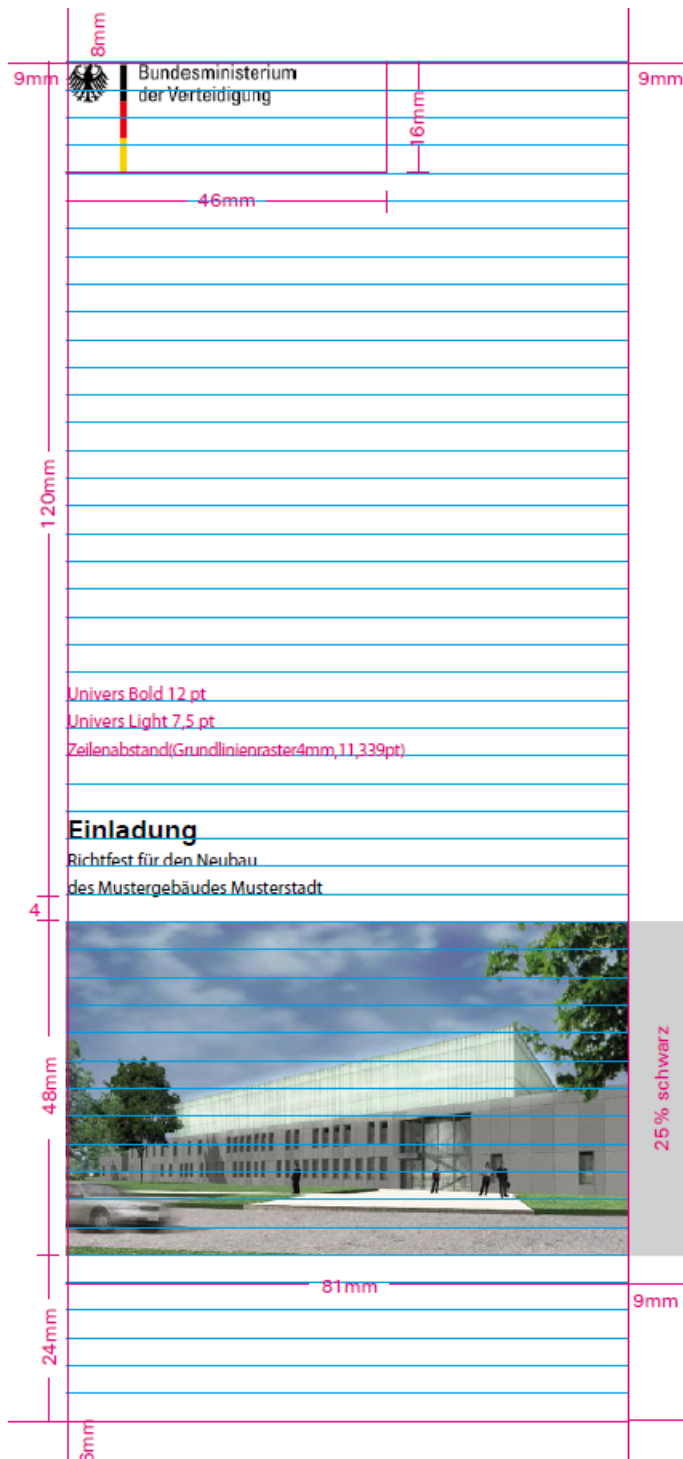 8mm
9mm
Bundesministerium
der Verteidigung
9mm
16mm
46mm
120mm
Univers Bold 12 pt
Univers Light 7,5 pt
Zeilenabstand(Grundlinienraster4mm,11,339pt)
Einladung
Richtfest für den Neubau
des Mustergebäudes Musterstadt
4
48mm
25% schwarz
81mm
9mm
24mm
6mm